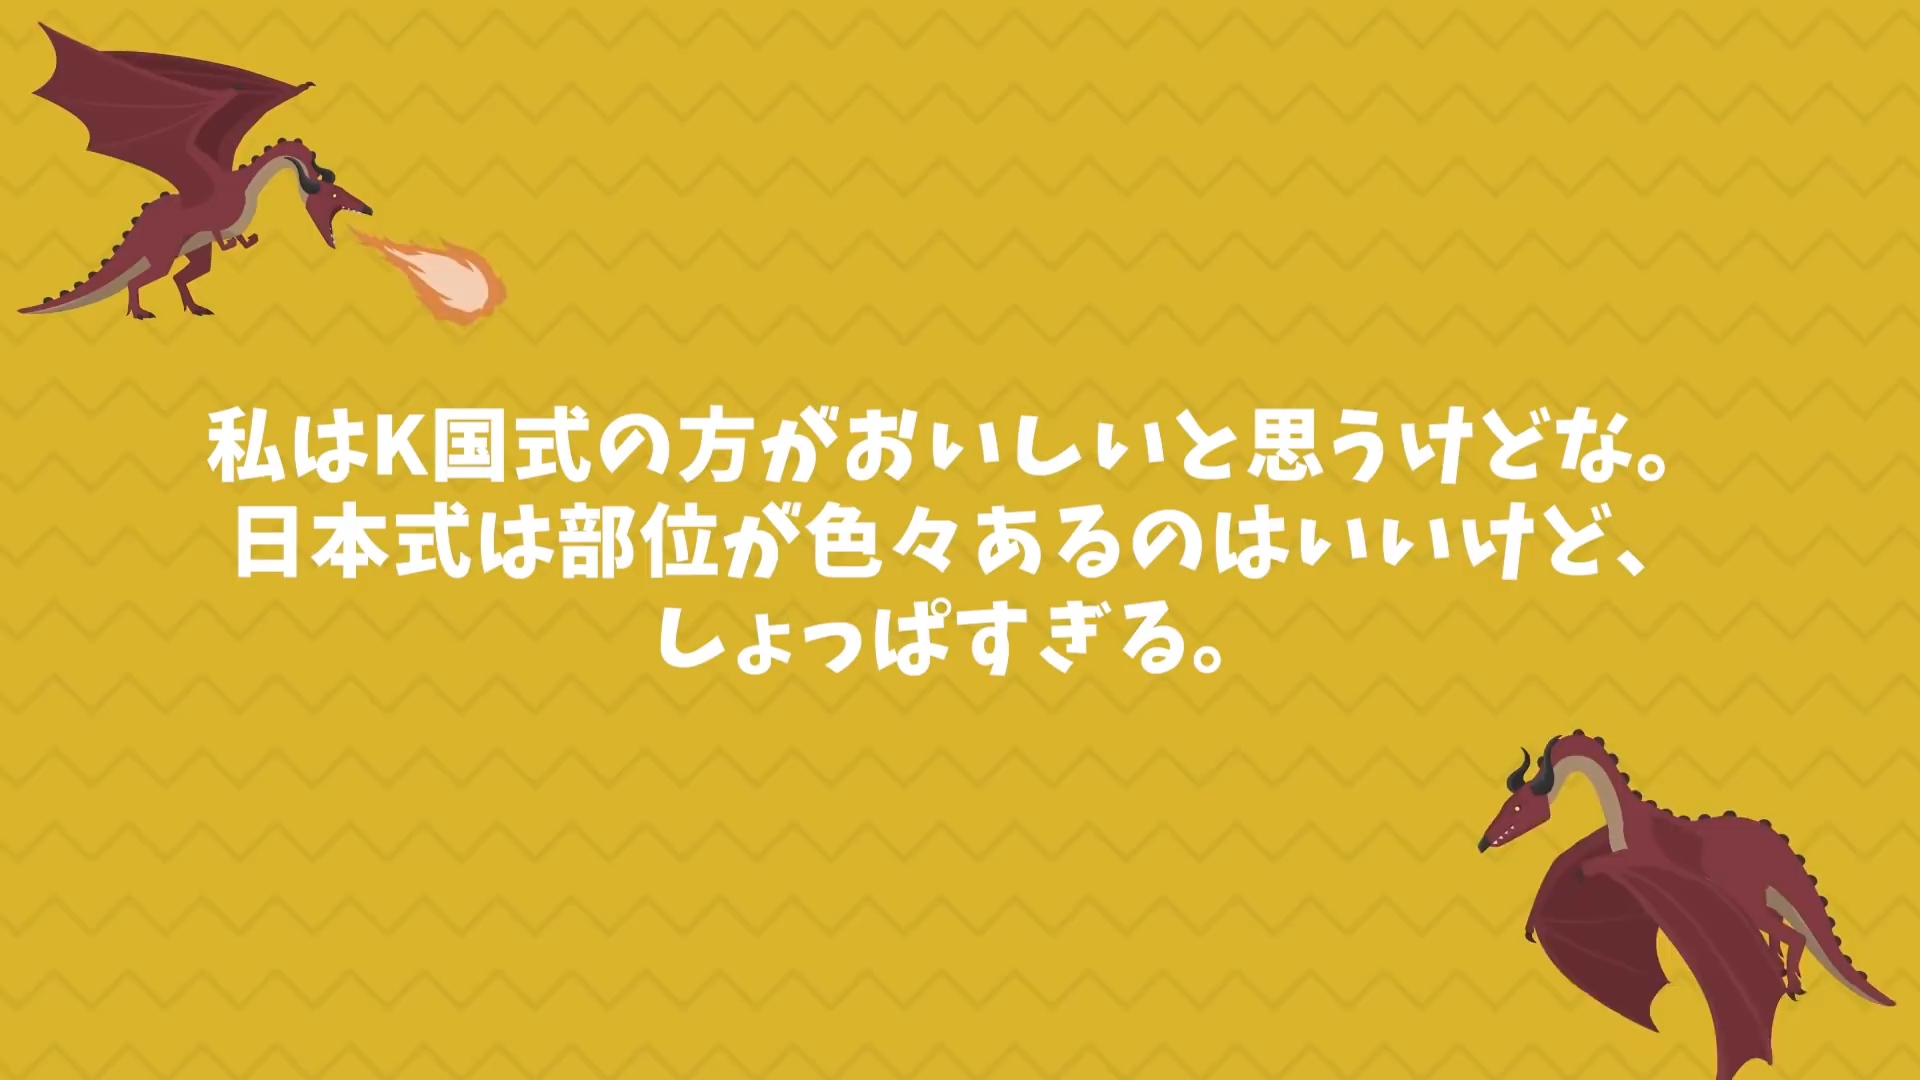 私はK国式の方がおいしいと思うけどな。
日本式は部位が色々あるのはいいけど、
しょっぱすぎる。